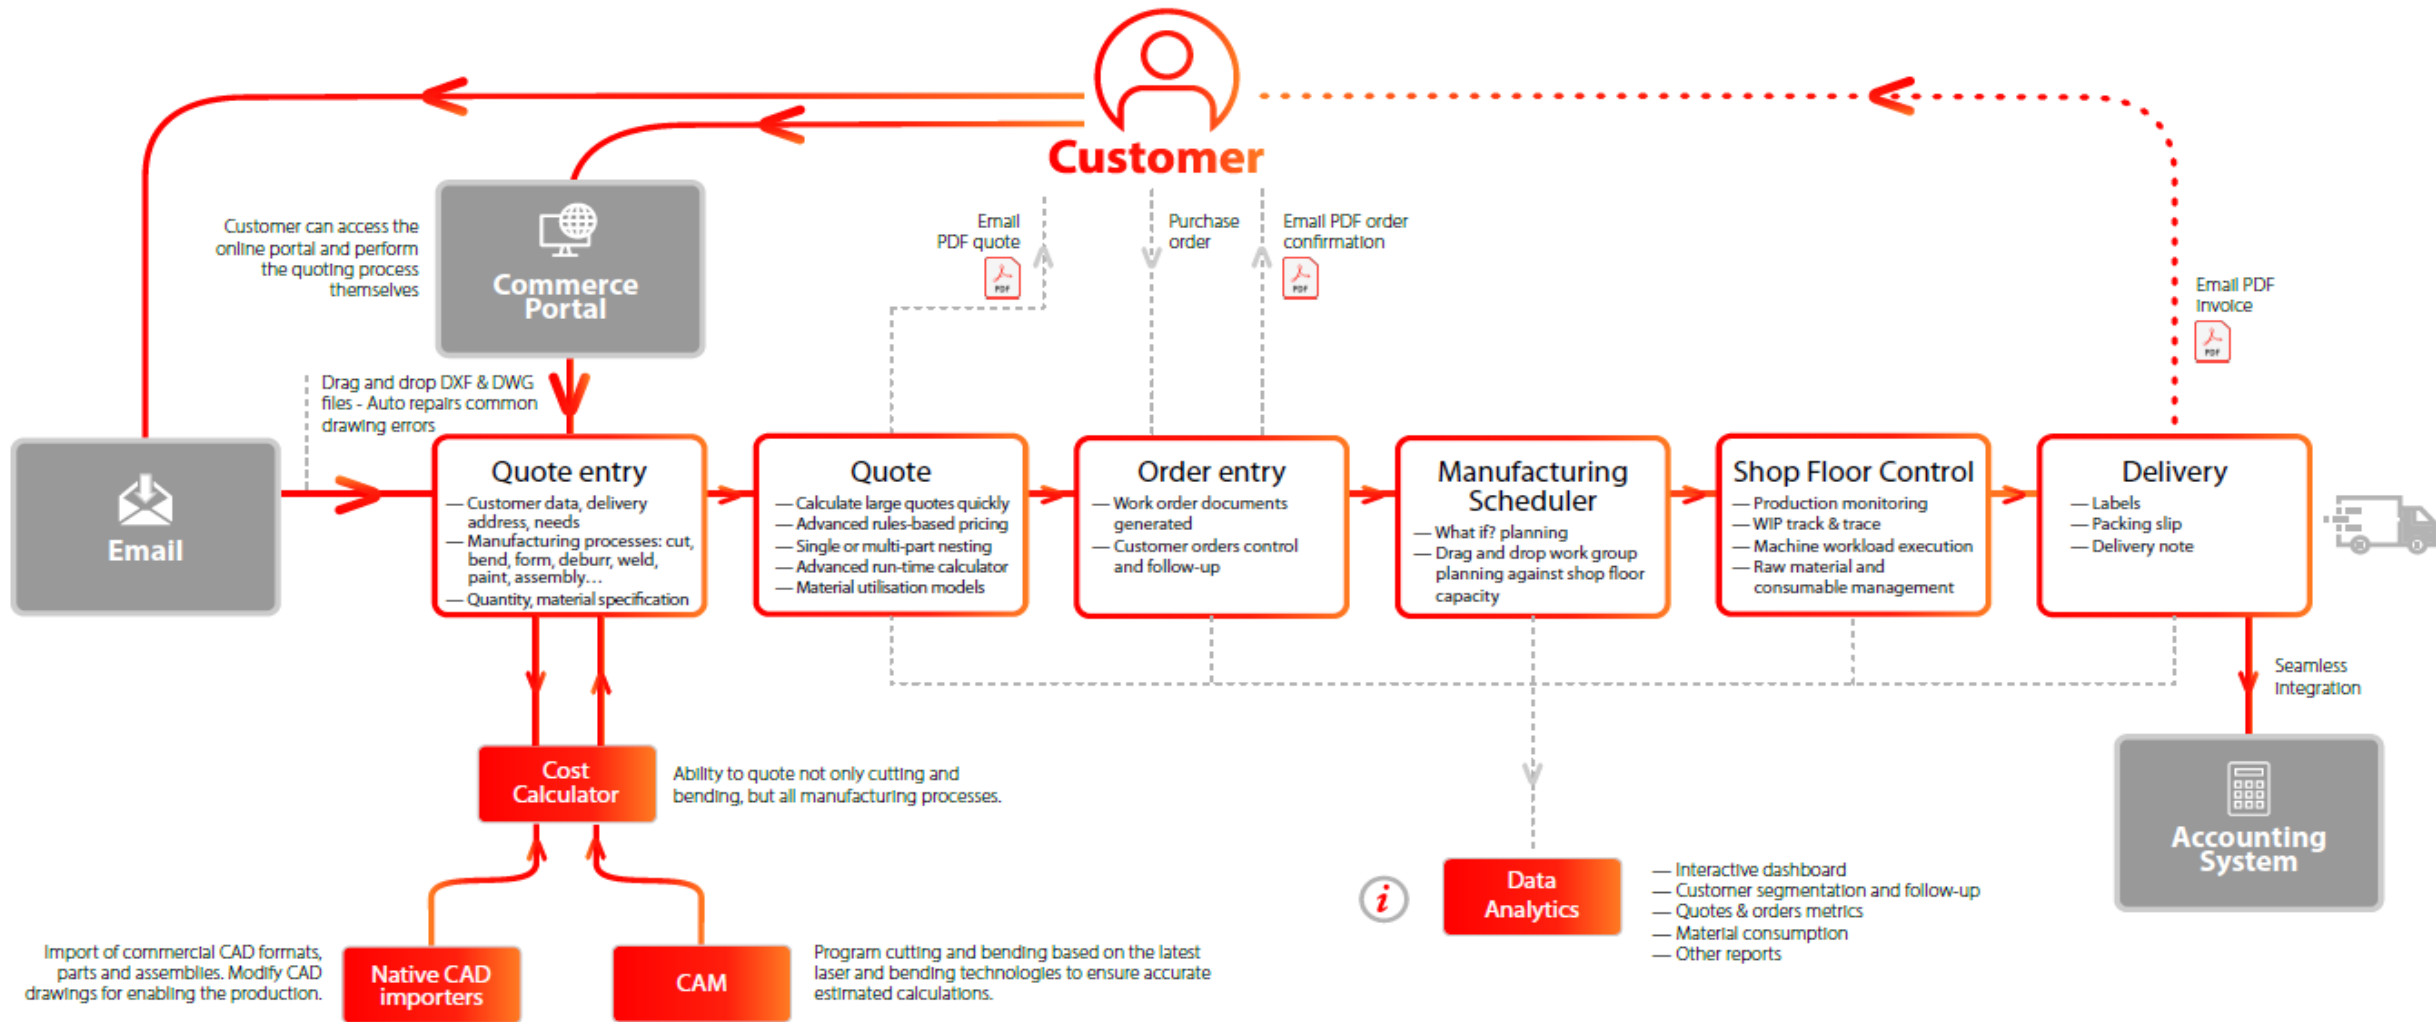 Customer
Customer can access the
online portal and perform
the quoting process
themselves
Commerce
Portal
Email
PDF quote
PDF
Purchase
order
Email PDF order
confirmation
PDF
Email PDF
invoice
PDF
Drag and drop DXF & DWG
files - Auto repairs common
drawing errors
Email
Quote entry
— Customer data, delivery
address, needs
— Manufacturing processes: cut,
bend, form, deburr, weld,
paint, assembly...
— Quantity, material specification
Quote
— Calculate large quotes quickly
— Advanced rules-based pricing
— Single or multi-part nesting
— Advanced run-time calculator
— Material utilisation models
Order entry
— Work order documents
generated
— Customer orders control
and follow-up
Manufacturing
Scheduler
— What if? planning
— Drag and drop work group
planning against shop floor
capacity
Shop Floor Control
— Production monitoring
— WIP track & trace
— Machine workload execution
— Raw material and
consumable management
Delivery
— Labels
— Packing slip
— Delivery note
Seamless
integration
Cost
Calculator
Ability to quote not only cutting and
bending, but all manufacturing processes.
Accounting
System
i
Data
Analytics
— Interactive dashboard
— Customer segmentation and follow-up
— Quotes & orders metrics
— Material consumption
— Other reports
Import of commercial CAD formats,
parts and assemblies. Modify CAD
drawings for enabling the production.
Native CAD
importers
CAM
Program cutting and bending based on the latest
laser and bending technologies to ensure accurate
estimated calculations.